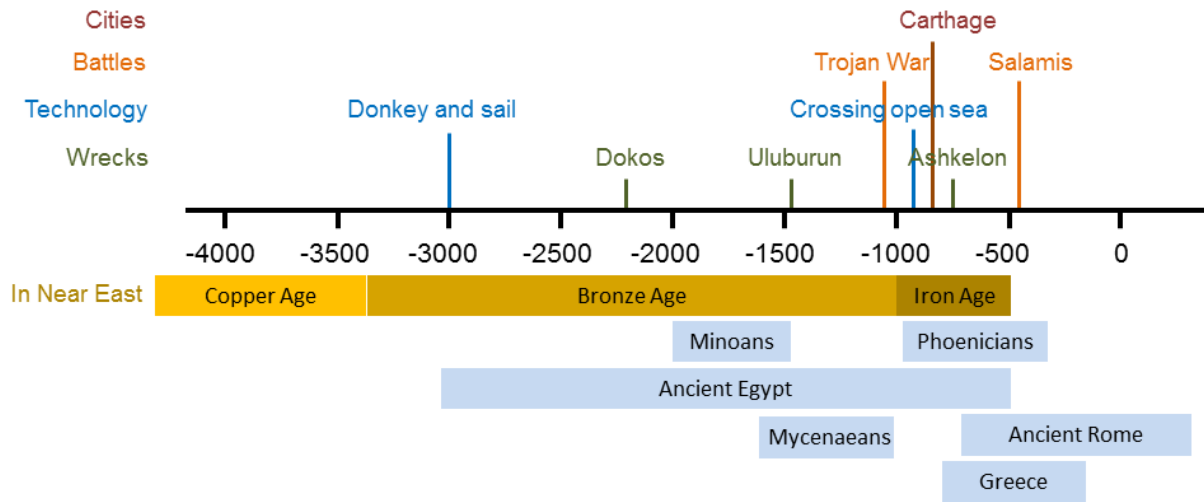 Cities Carthage
Battles Trojan War Salamis
Technology Donkey and sail Crossing open sea
Wrecks Dokos Uluburun Ashkelon
-4000 -3500 -3000 -2500 -2000 -1500 -1000 -500 0
In Near East Copper Age Bronze Age Iron Age
Minoans Phoenicians
Ancient Egypt
Mycenaeans Ancient Rome
Greece